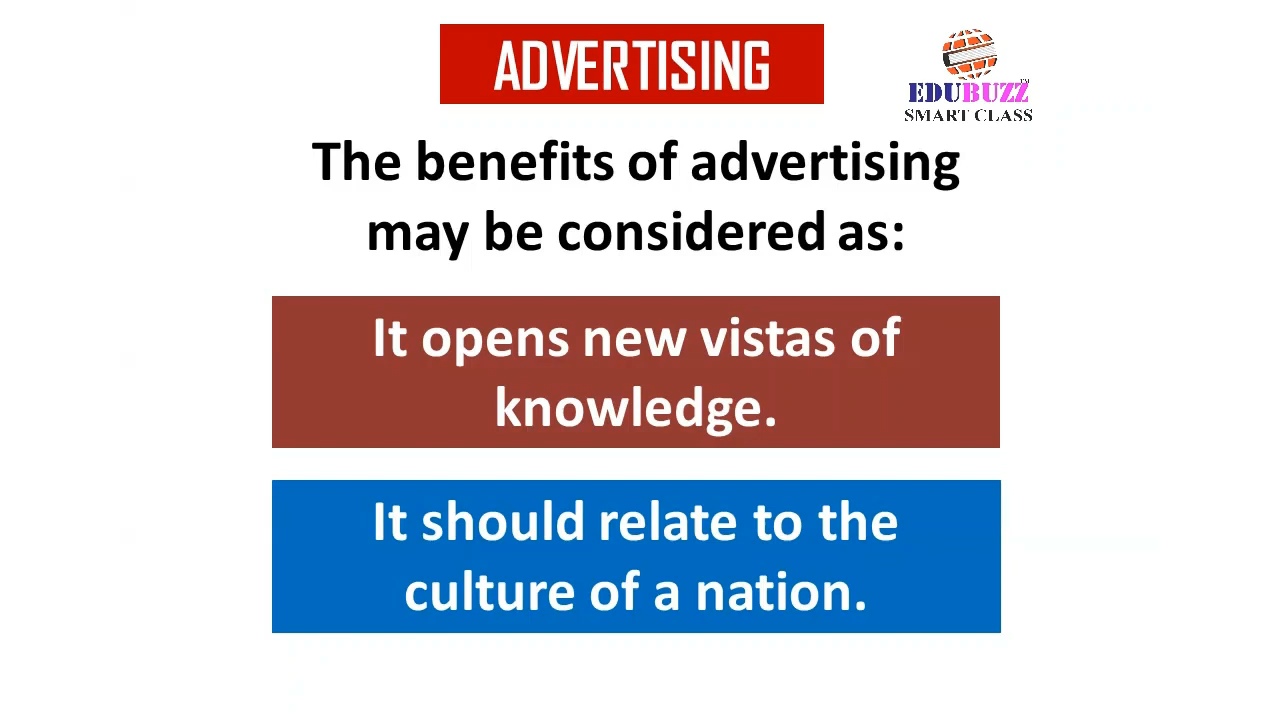 ADVERTISING
EDUBUZZ™
SMART CLASS
The benefits of advertising
may be considered as:
It opens new vistas of
knowledge.
It should relate to the
culture of a nation.